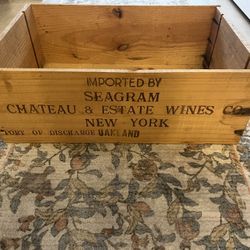 IMPORTED BY
SEAGRAM
CHATEAU & ESTATE WINES CO.
NEW YORK
PORT OF DISCHARGE OAKLAND